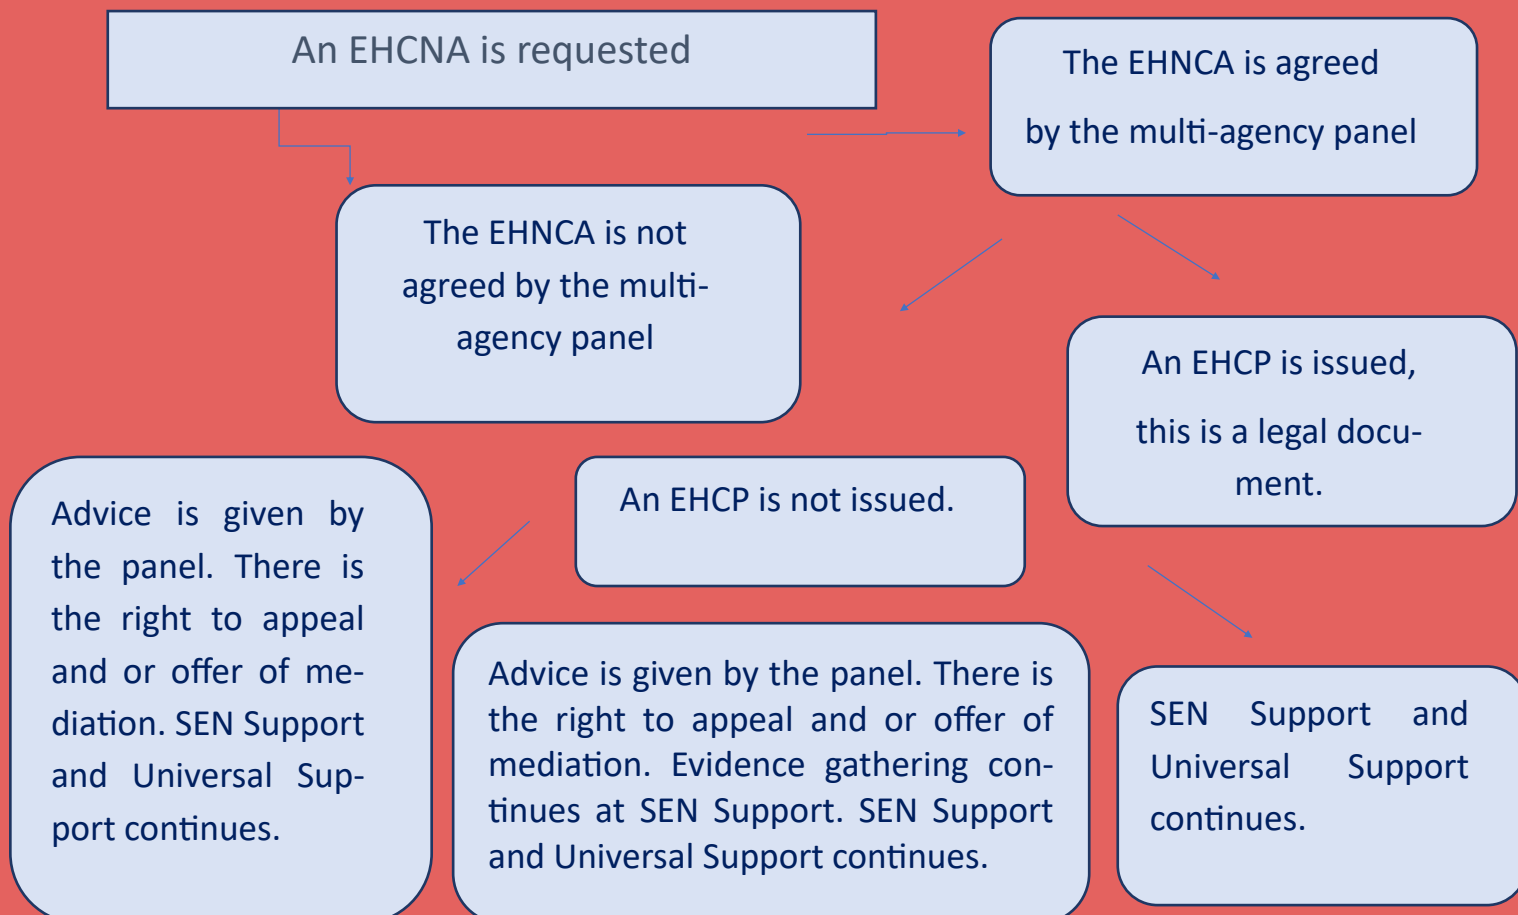 An EHCNA is requested
The EHNCA is agreed
by the multi-agency panel
The EHNCA is not
agreed by the multi-
agency panel
An EHCP is issued,
this is a legal docu-
ment.
An EHCP is not issued.
Advice is given by
the panel. There is
the right to appeal
and or offer of me-
diation. SEN Support
and Universal Sup-
port continues.
Advice is given by the panel. There is
the right to appeal and or offer of
mediation. Evidence gathering con-
tinues at SEN Support. SEN Support
and Universal Support continues.
SEN Support and
Universal Support
continues.